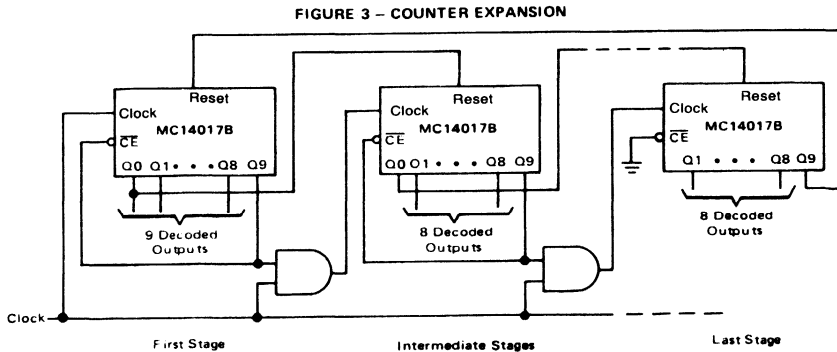 FIGURE 3 – COUNTER EXPANSION
Reset
Clock
MC14017B
CE
Q0 Q1 • • • Q8 Q9
9 Decoded
Outputs
Reset
Clock
MC14017B
CE
Q0 Q1 • • • Q8 Q9
8 Decoded
Outputs
Reset
Clock
MC14017B
CE
Q1 • • • Q8 Q9
8 Decoded
Outputs
Clock
First Stage
Intermediate Stages
Last Stage